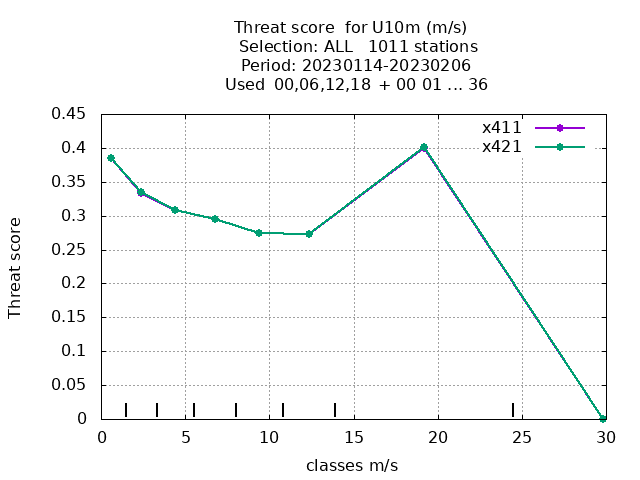 Threat score for U10m (m/s)
Selection: ALL 1011 stations
Period: 20230114-20230206
Used 00,06,12,18 + 00 01 ... 36
x411
x421
0.45
0.4
0.35
0.3
0.25
0.2
0.15
0.1
0.05
0
Threat score
0 5 10 15 20 25 30
classes m/s